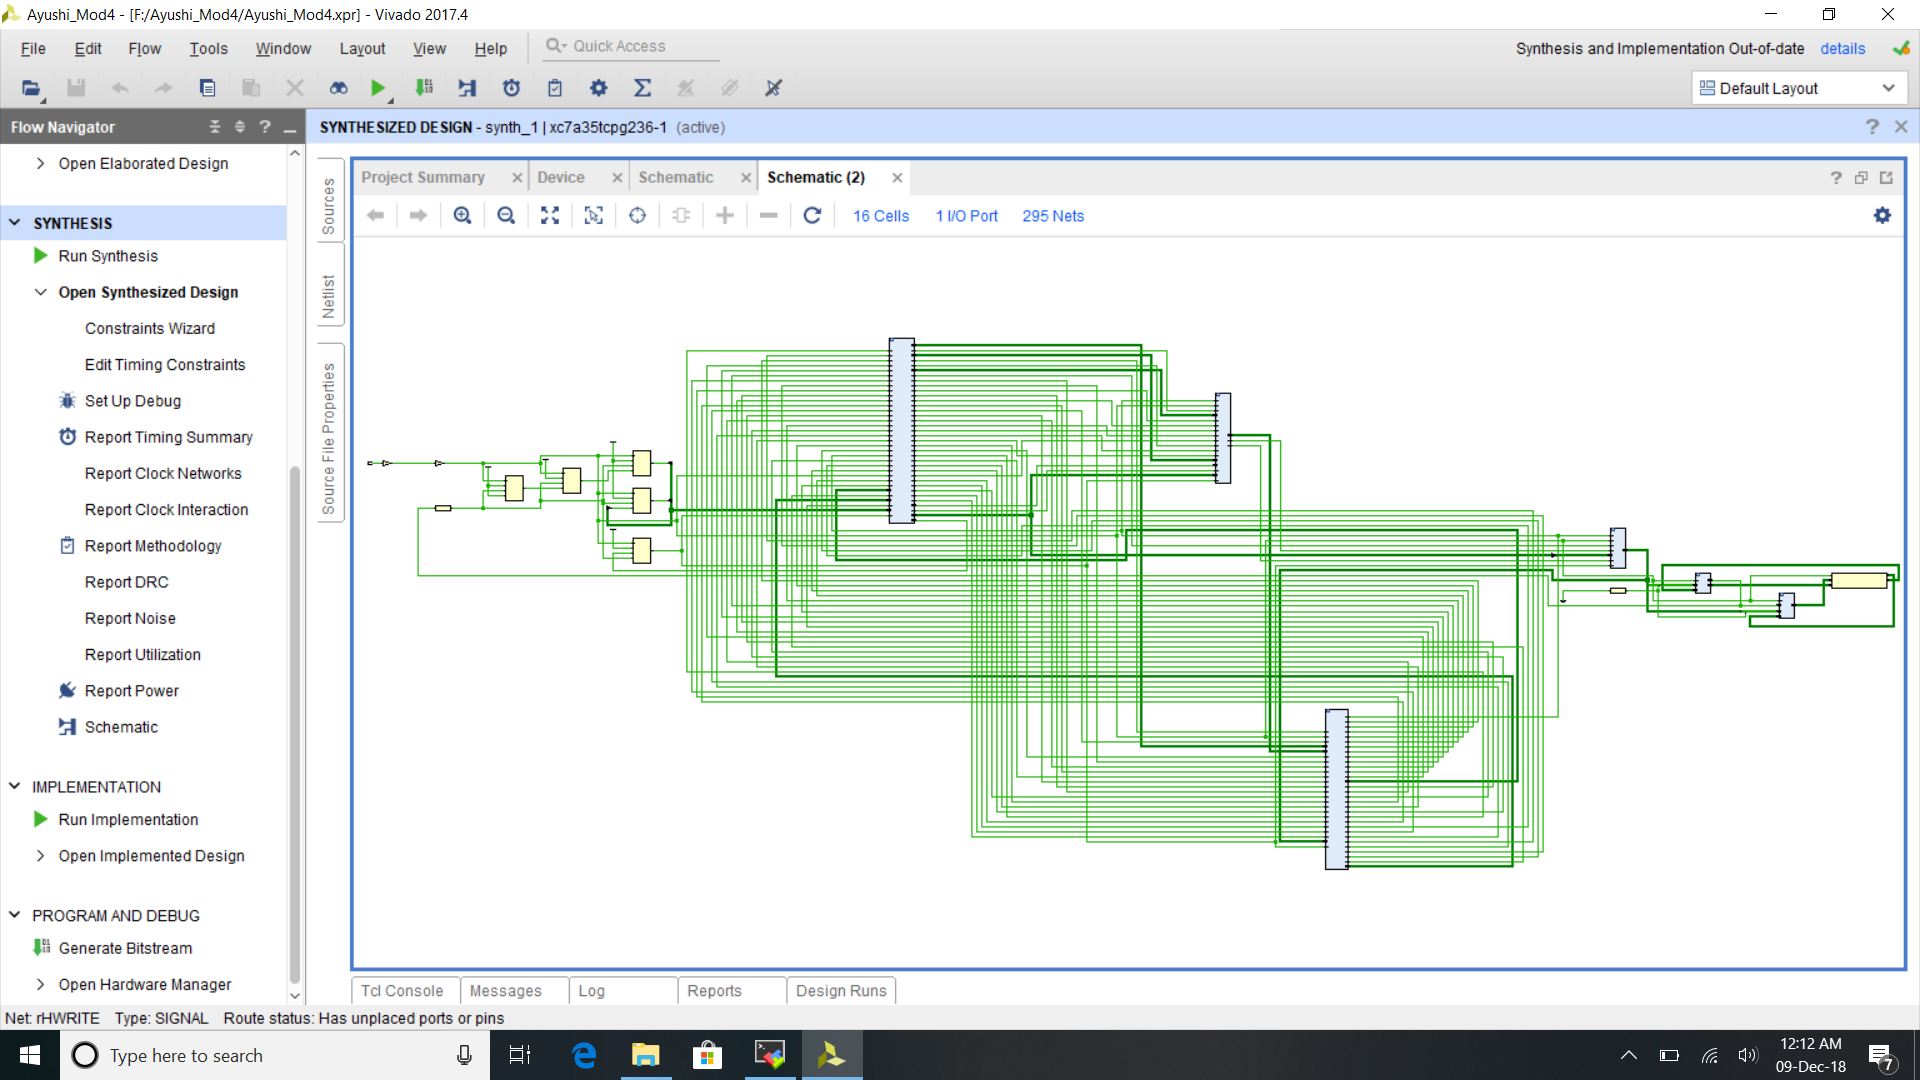 Ayushi_Mod4 - [F:/Ayushi_Mod4/Ayushi_Mod4.xpr] - Vivado 2017.4
File Edit Flow Tools Window Layout View Help Quick Access
Synthesis and Implementation Out-of-date details
Default Layout
Flow Navigator
SYNTHESIZED DESIGN - synth_1 | xc7a35tcpg236-1 (active)
Open Elaborated Design
SYNTHESIS
Run Synthesis
Open Synthesized Design
Constraints Wizard
Edit Timing Constraints
Set Up Debug
Report Timing Summary
Report Clock Networks
Report Clock Interaction
Report Methodology
Report DRC
Report Noise
Report Utilization
Report Power
Schematic
IMPLEMENTATION
Run Implementation
Open Implemented Design
PROGRAM AND DEBUG
Generate Bitstream
Open Hardware Manager
Sources
Netlist
Source File Properties
Project Summary Device Schematic Schematic (2)
16 Cells 1 I/O Port 295 Nets
Tcl Console Messages Log Reports Design Runs
Net: rHWRITE Type: SIGNAL Route status: Has unplaced ports or pins
Type here to search
12:12 AM
09-Dec-18
7